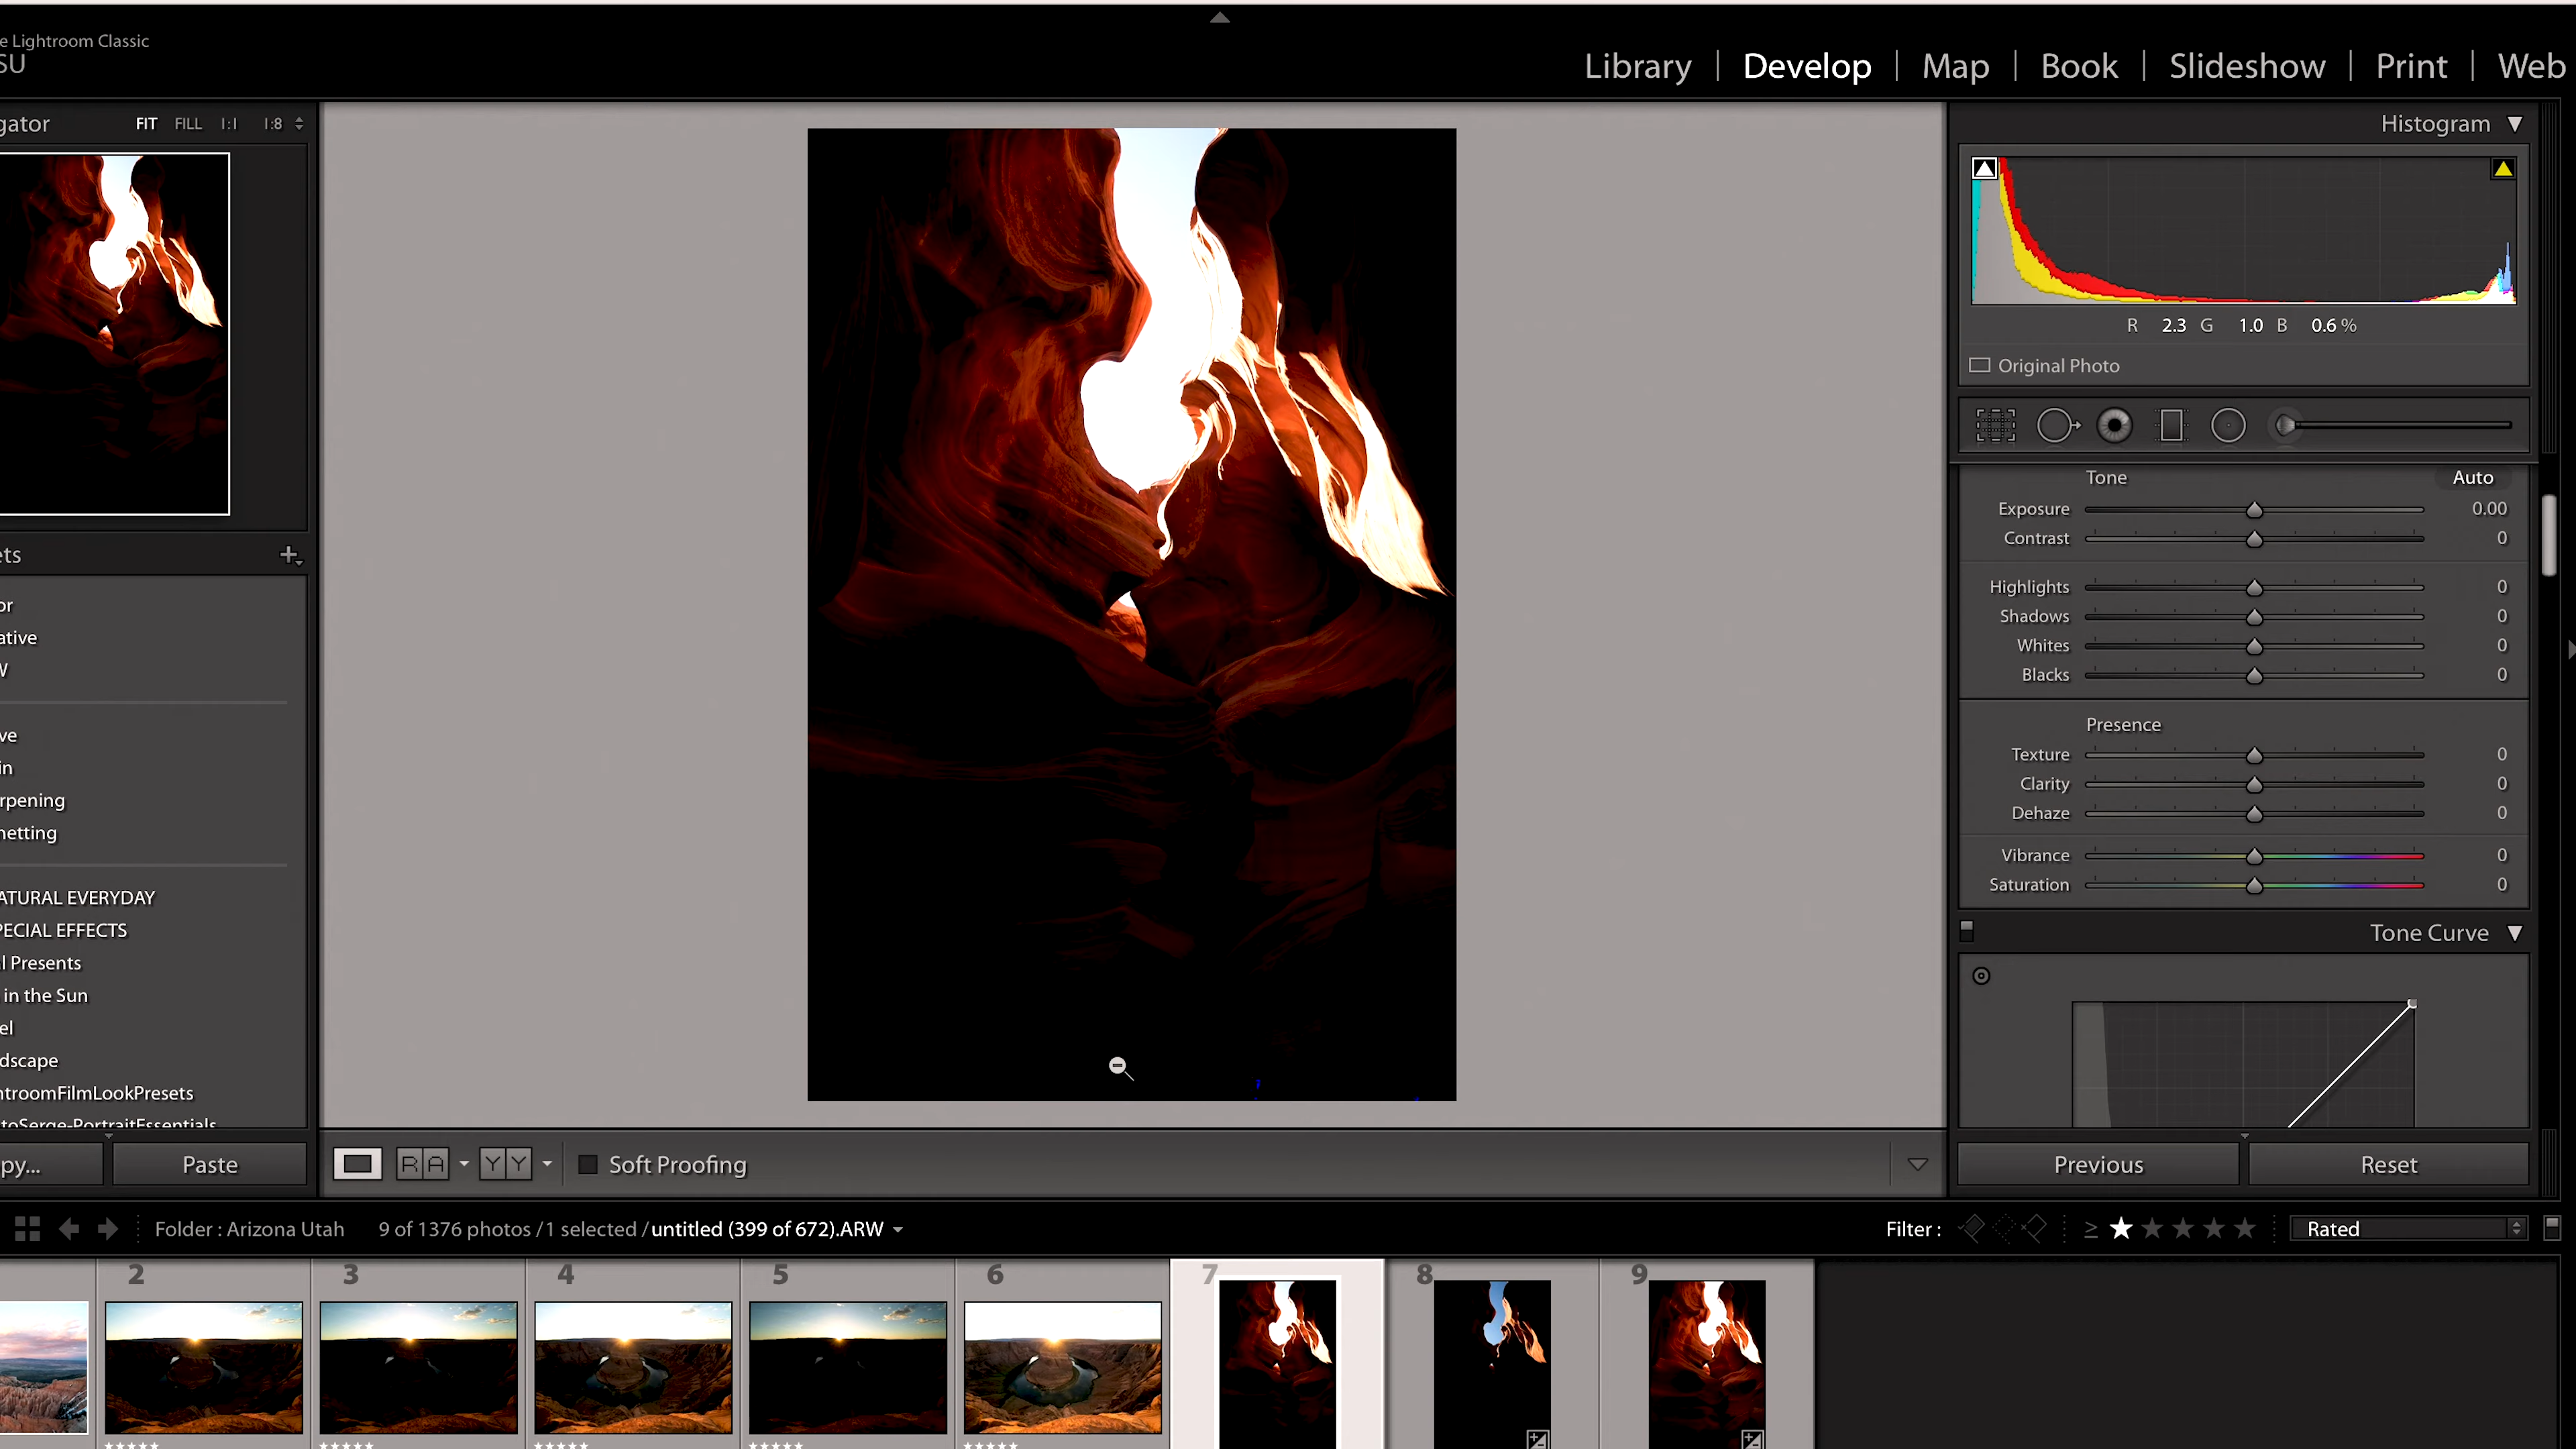 e Lightroom Classic
SU
Library | Develop | Map | Book | Slideshow | Print | Web
gator FIT FILL 1:1 1:8
ets
or
ative
W
ve
in
rpening
netting
ATURAL EVERYDAY
PECIAL EFFECTS
l Presents
in the Sun
el
dscape
ntroomFilmLookPresets
toSerge-PortraitEssentials
py... Paste
R A Y Y Soft Proofing
Histogram
R 2.3 G 1.0 B 0.6 %
Original Photo
Tone Auto
Exposure 0.00
Contrast 0
Highlights 0
Shadows 0
Whites 0
Blacks 0
Presence
Texture 0
Clarity 0
Dehaze 0
Vibrance 0
Saturation 0
Tone Curve
Previous Reset
Folder : Arizona Utah 9 of 1376 photos /1 selected /untitled (399 of 672).ARW Filter : ≥ Rated
2 3 4 5 6 7 8 9